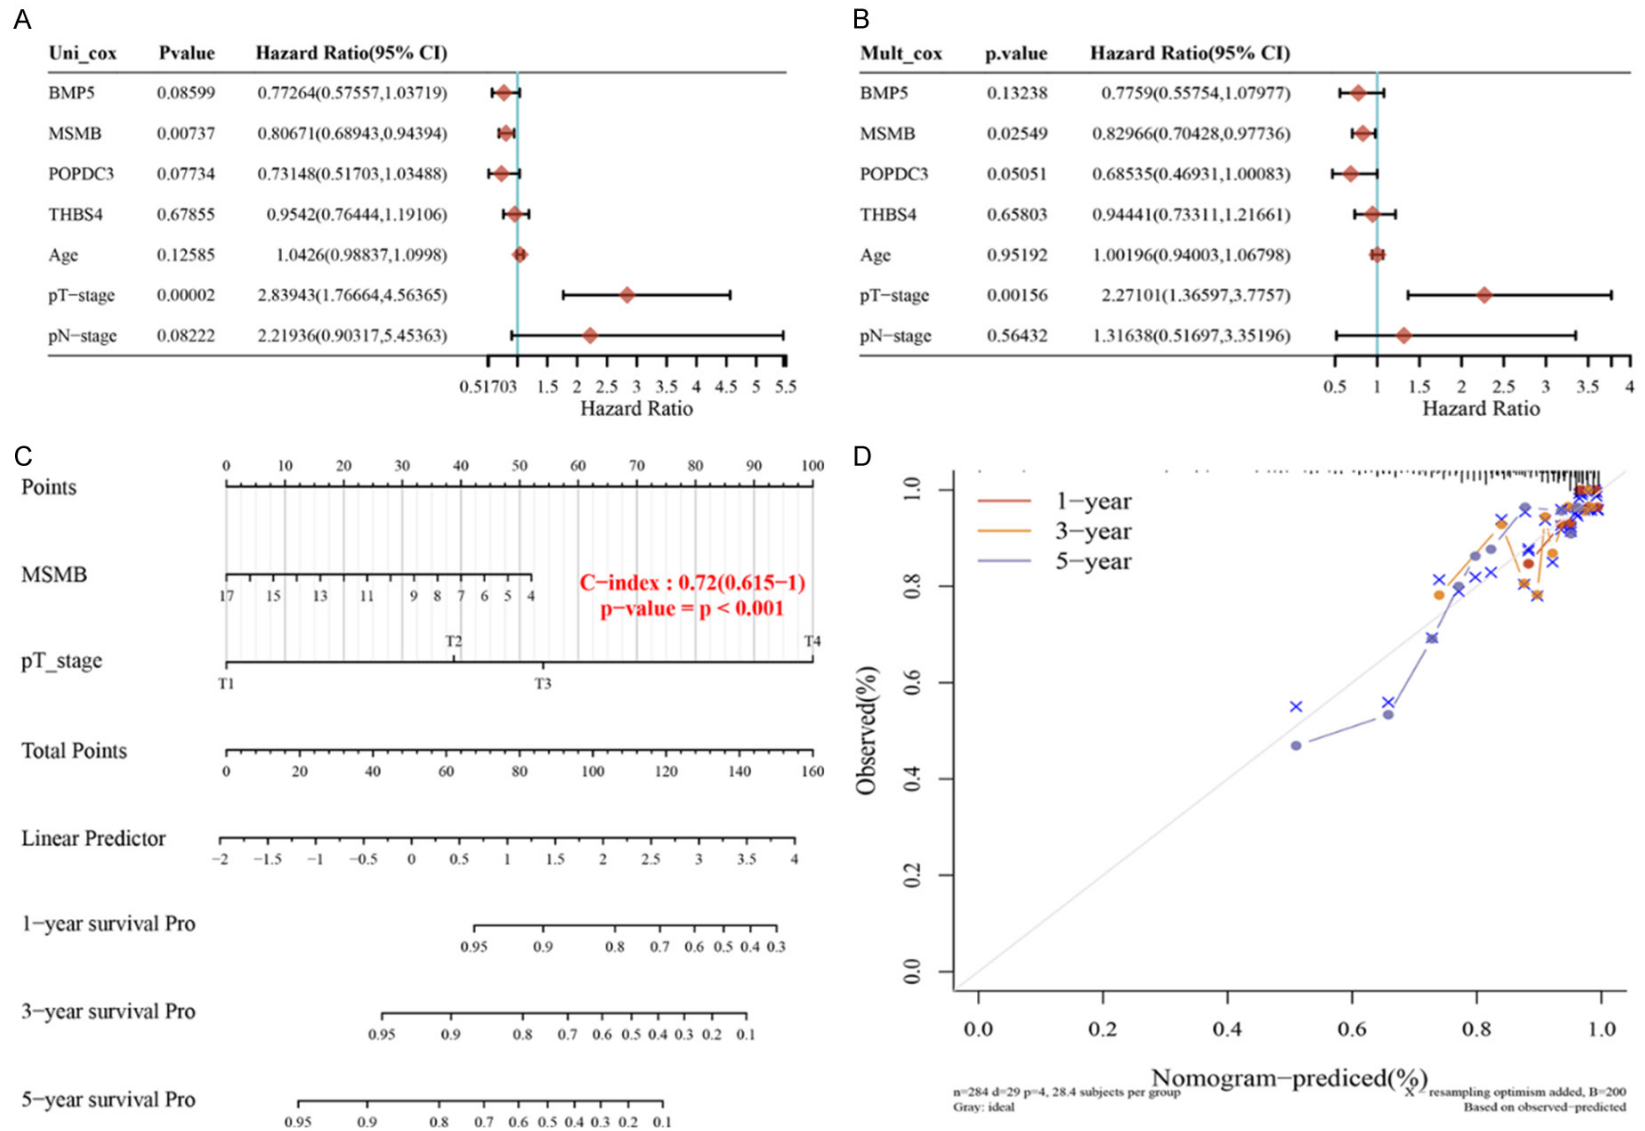 A
Uni_cox Pvalue Hazard Ratio(95% CI)
BMP5 0.08599 0.77264(0.57557,1.03719)
MSMB 0.00737 0.80671(0.68943,0.94394)
POPDC3 0.07734 0.73148(0.51703,1.03488)
THBS4 0.67855 0.9542(0.76444,1.19106)
Age 0.12585 1.0426(0.98837,1.0998)
pT−stage 0.00002 2.83943(1.76664,4.56365)
pN−stage 0.08222 2.21936(0.90317,5.45363)
0.51703 1.5 2 2.5 3 3.5 4 4.5 5 5.5
Hazard Ratio
B
Mult_cox p.value Hazard Ratio(95% CI)
BMP5 0.13238 0.7759(0.55754,1.07977)
MSMB 0.02549 0.82966(0.70428,0.97736)
POPDC3 0.05051 0.68535(0.46931,1.00083)
THBS4 0.65803 0.94441(0.73311,1.21661)
Age 0.95192 1.00196(0.94003,1.06798)
pT−stage 0.00156 2.27101(1.36597,3.7757)
pN−stage 0.56432 1.31638(0.51697,3.35196)
0.5 1 1.5 2 2.5 3 3.5 4
Hazard Ratio
C
0 10 20 30 40 50 60 70 80 90 100
Points
MSMB
17 15 13 11 9 8 7 6 5 4
C−index : 0.72(0.615−1)
p−value = p < 0.001
T2 T4
pT_stage
T1 T3
Total Points
0 20 40 60 80 100 120 140 160
Linear Predictor
−2 −1.5 −1 −0.5 0 0.5 1 1.5 2 2.5 3 3.5 4
1−year survival Pro
0.95 0.9 0.8 0.7 0.6 0.5 0.4 0.3
3−year survival Pro
0.95 0.9 0.8 0.7 0.6 0.5 0.4 0.3 0.2 0.1
5−year survival Pro
0.95 0.9 0.8 0.7 0.6 0.5 0.4 0.3 0.2 0.1
D
1−year
3−year
5−year
Observed(%)
1.0
0.8
0.6
0.4
0.2
0.0
0.0 0.2 0.4 0.6 0.8 1.0
Nomogram−prediced(%)
n=284 d=29 p=4, 28.4 subjects per group
Gray: ideal
X − resampling optimism added, B=200
Based on observed−predicted